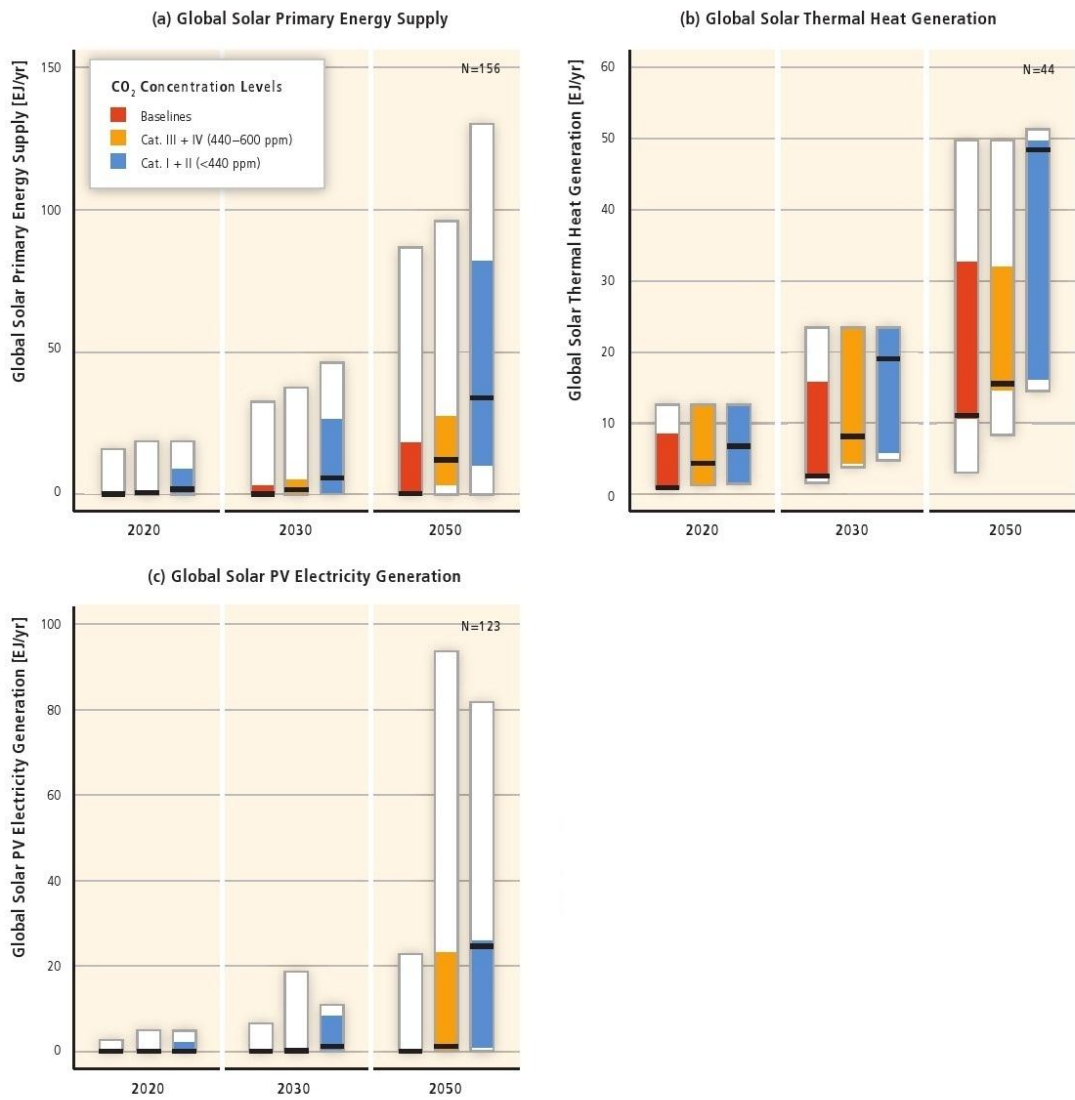 (a) Global Solar Primary Energy Supply
Global Solar Primary Energy Supply [EJ/yr]
150
100
50
0
CO2 Concentration Levels
Baselines
Cat. III + IV (440–600 ppm)
Cat. I + II (<440 ppm)
N=156
2020
2030
2050
(b) Global Solar Thermal Heat Generation
Global Solar Thermal Heat Generation [EJ/yr]
60
50
40
30
20
10
0
N=44
2020
2030
2050
(c) Global Solar PV Electricity Generation
Global Solar PV Electricity Generation [EJ/yr]
100
80
60
40
20
0
N=123
2020
2030
2050